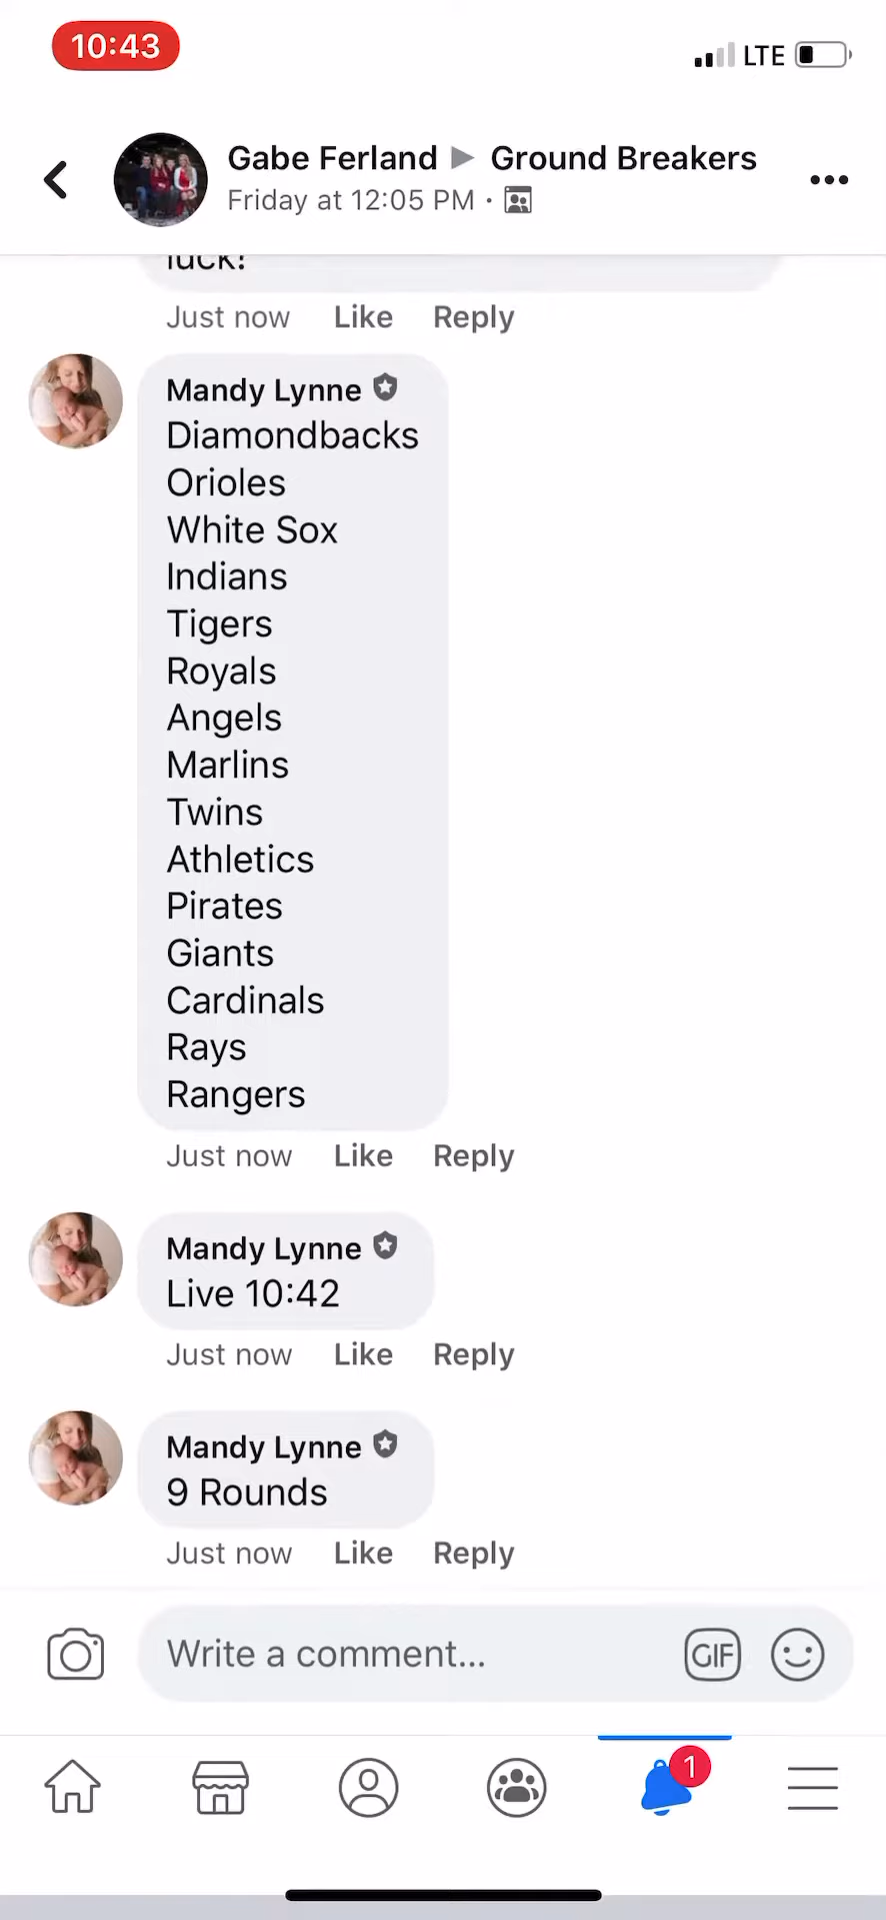 10:43
LTE
Gabe Ferland ▶ Ground Breakers
Friday at 12:05 PM ·
luck!
Just now Like Reply
Mandy Lynne
Diamondbacks
Orioles
White Sox
Indians
Tigers
Royals
Angels
Marlins
Twins
Athletics
Pirates
Giants
Cardinals
Rays
Rangers
Just now Like Reply
Mandy Lynne
Live 10:42
Just now Like Reply
Mandy Lynne
9 Rounds
Just now Like Reply
Write a comment...
GIF
1